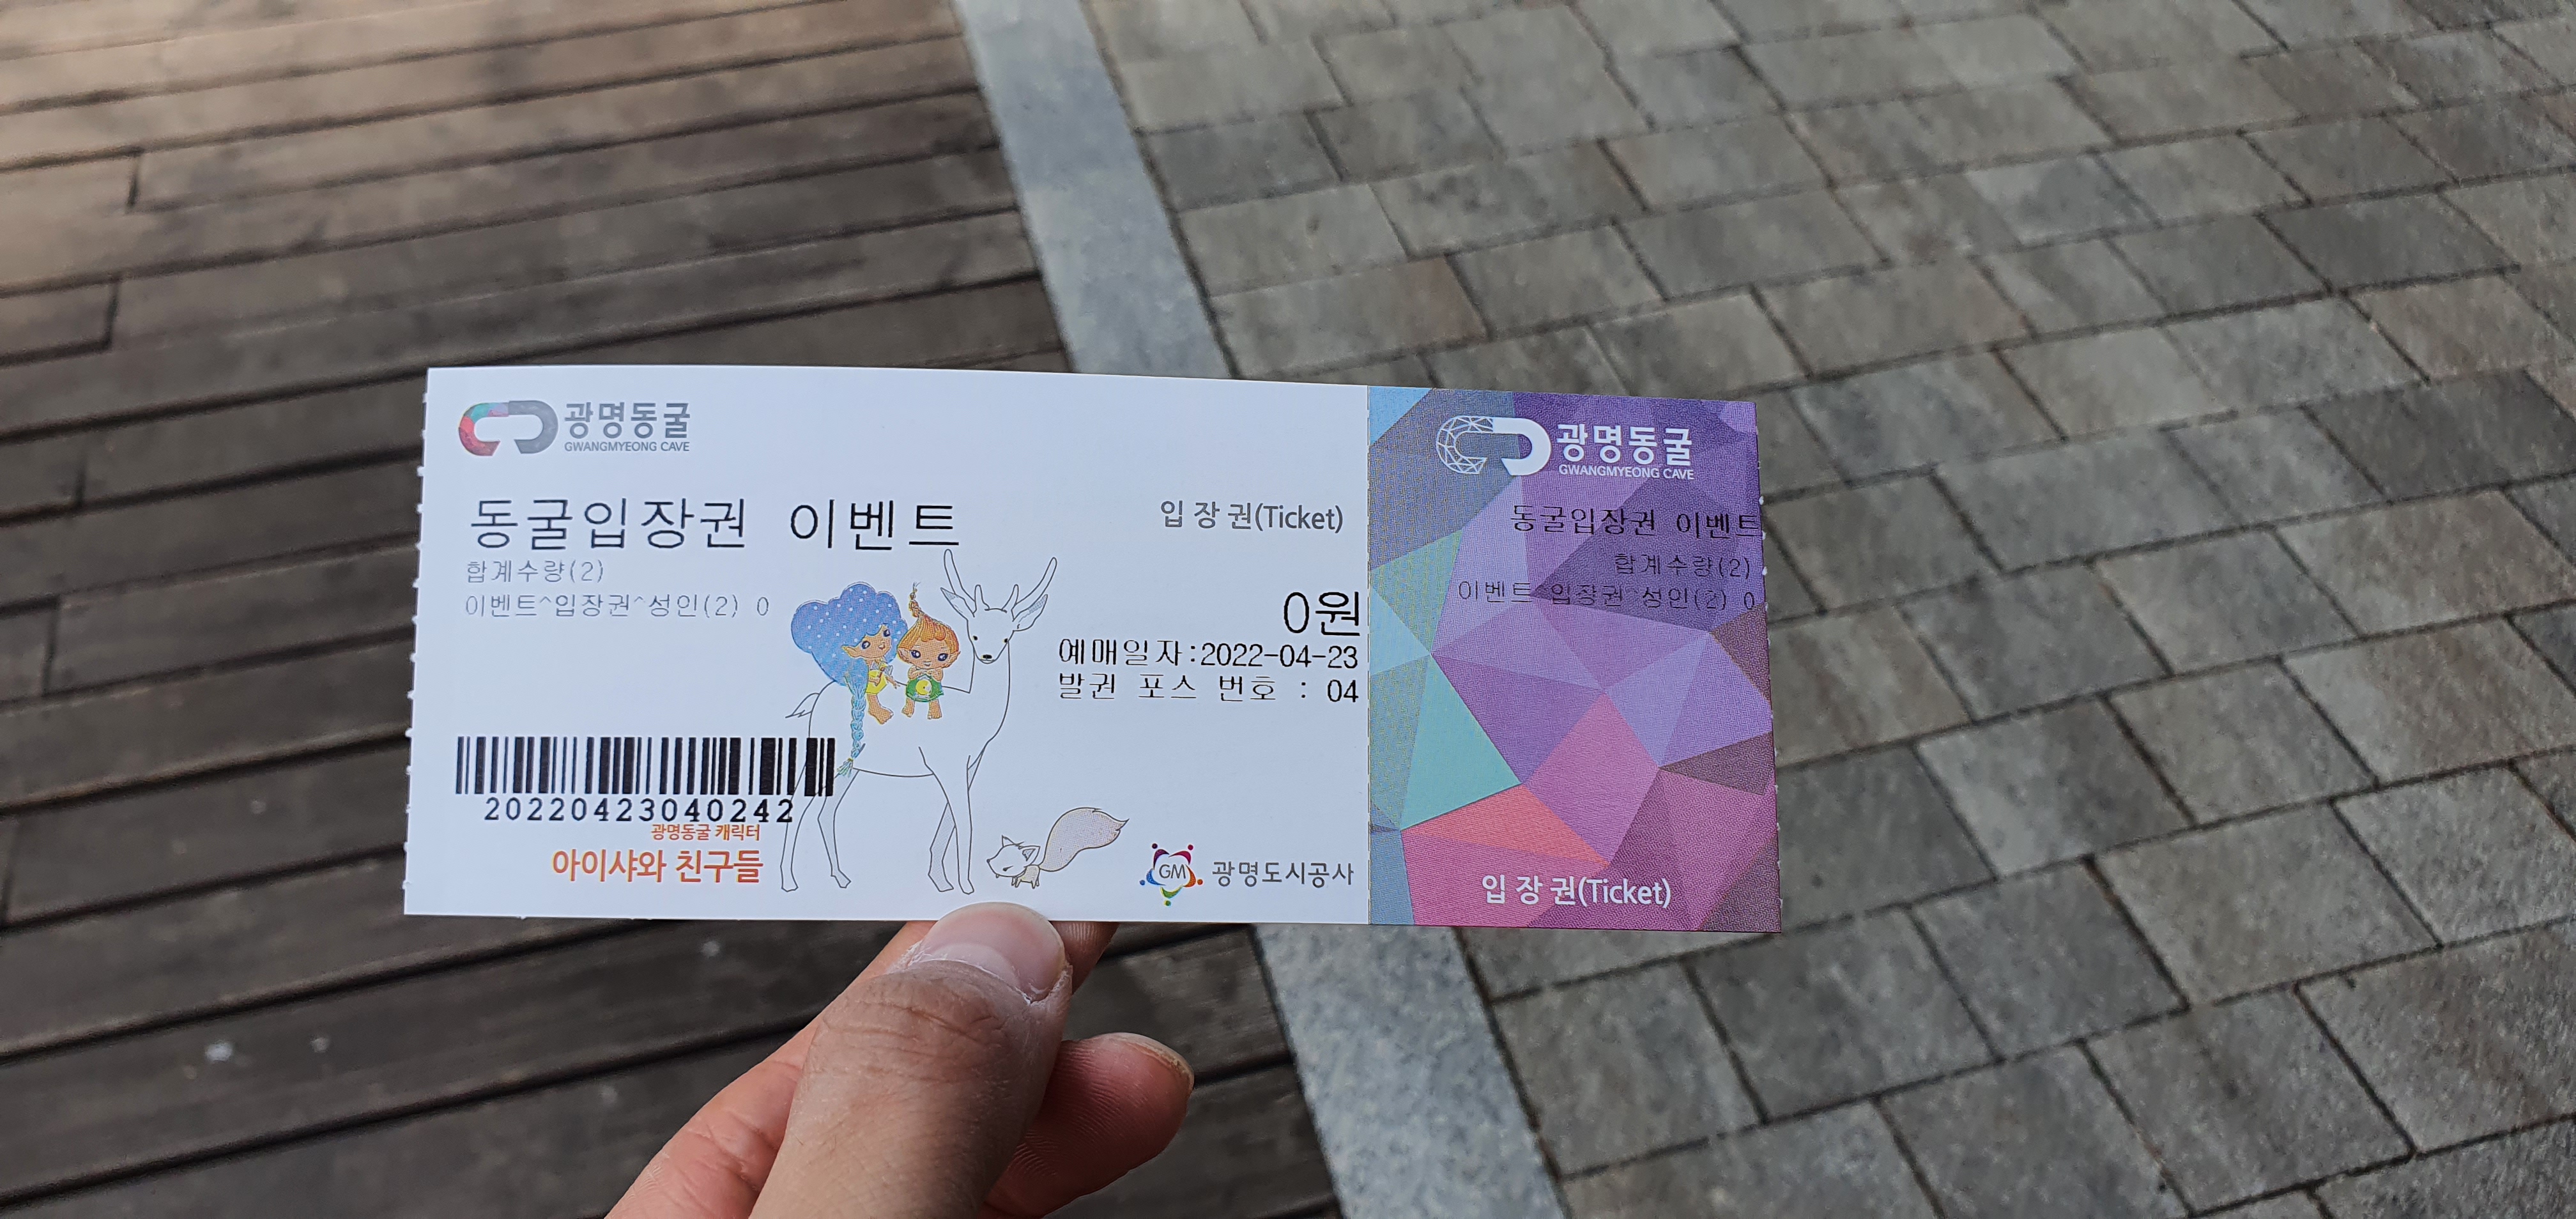 광명동굴
GWANGMYEONG CAVE
동굴입장권 이벤트
합계수량(2)
이벤트^입장권^성인(2) 0
입장권(Ticket)
0원
예매일자:2022-04-23
발권 포스 번호 : 04
20220423040242
광명동굴 캐릭터
아이샤와 친구들
GM 광명도시공사
광명동굴
GWANGMYEONG CAVE
동굴입장권 이벤트
합계수량(2)
이벤트^입장권^성인(2) 0
입장권(Ticket)